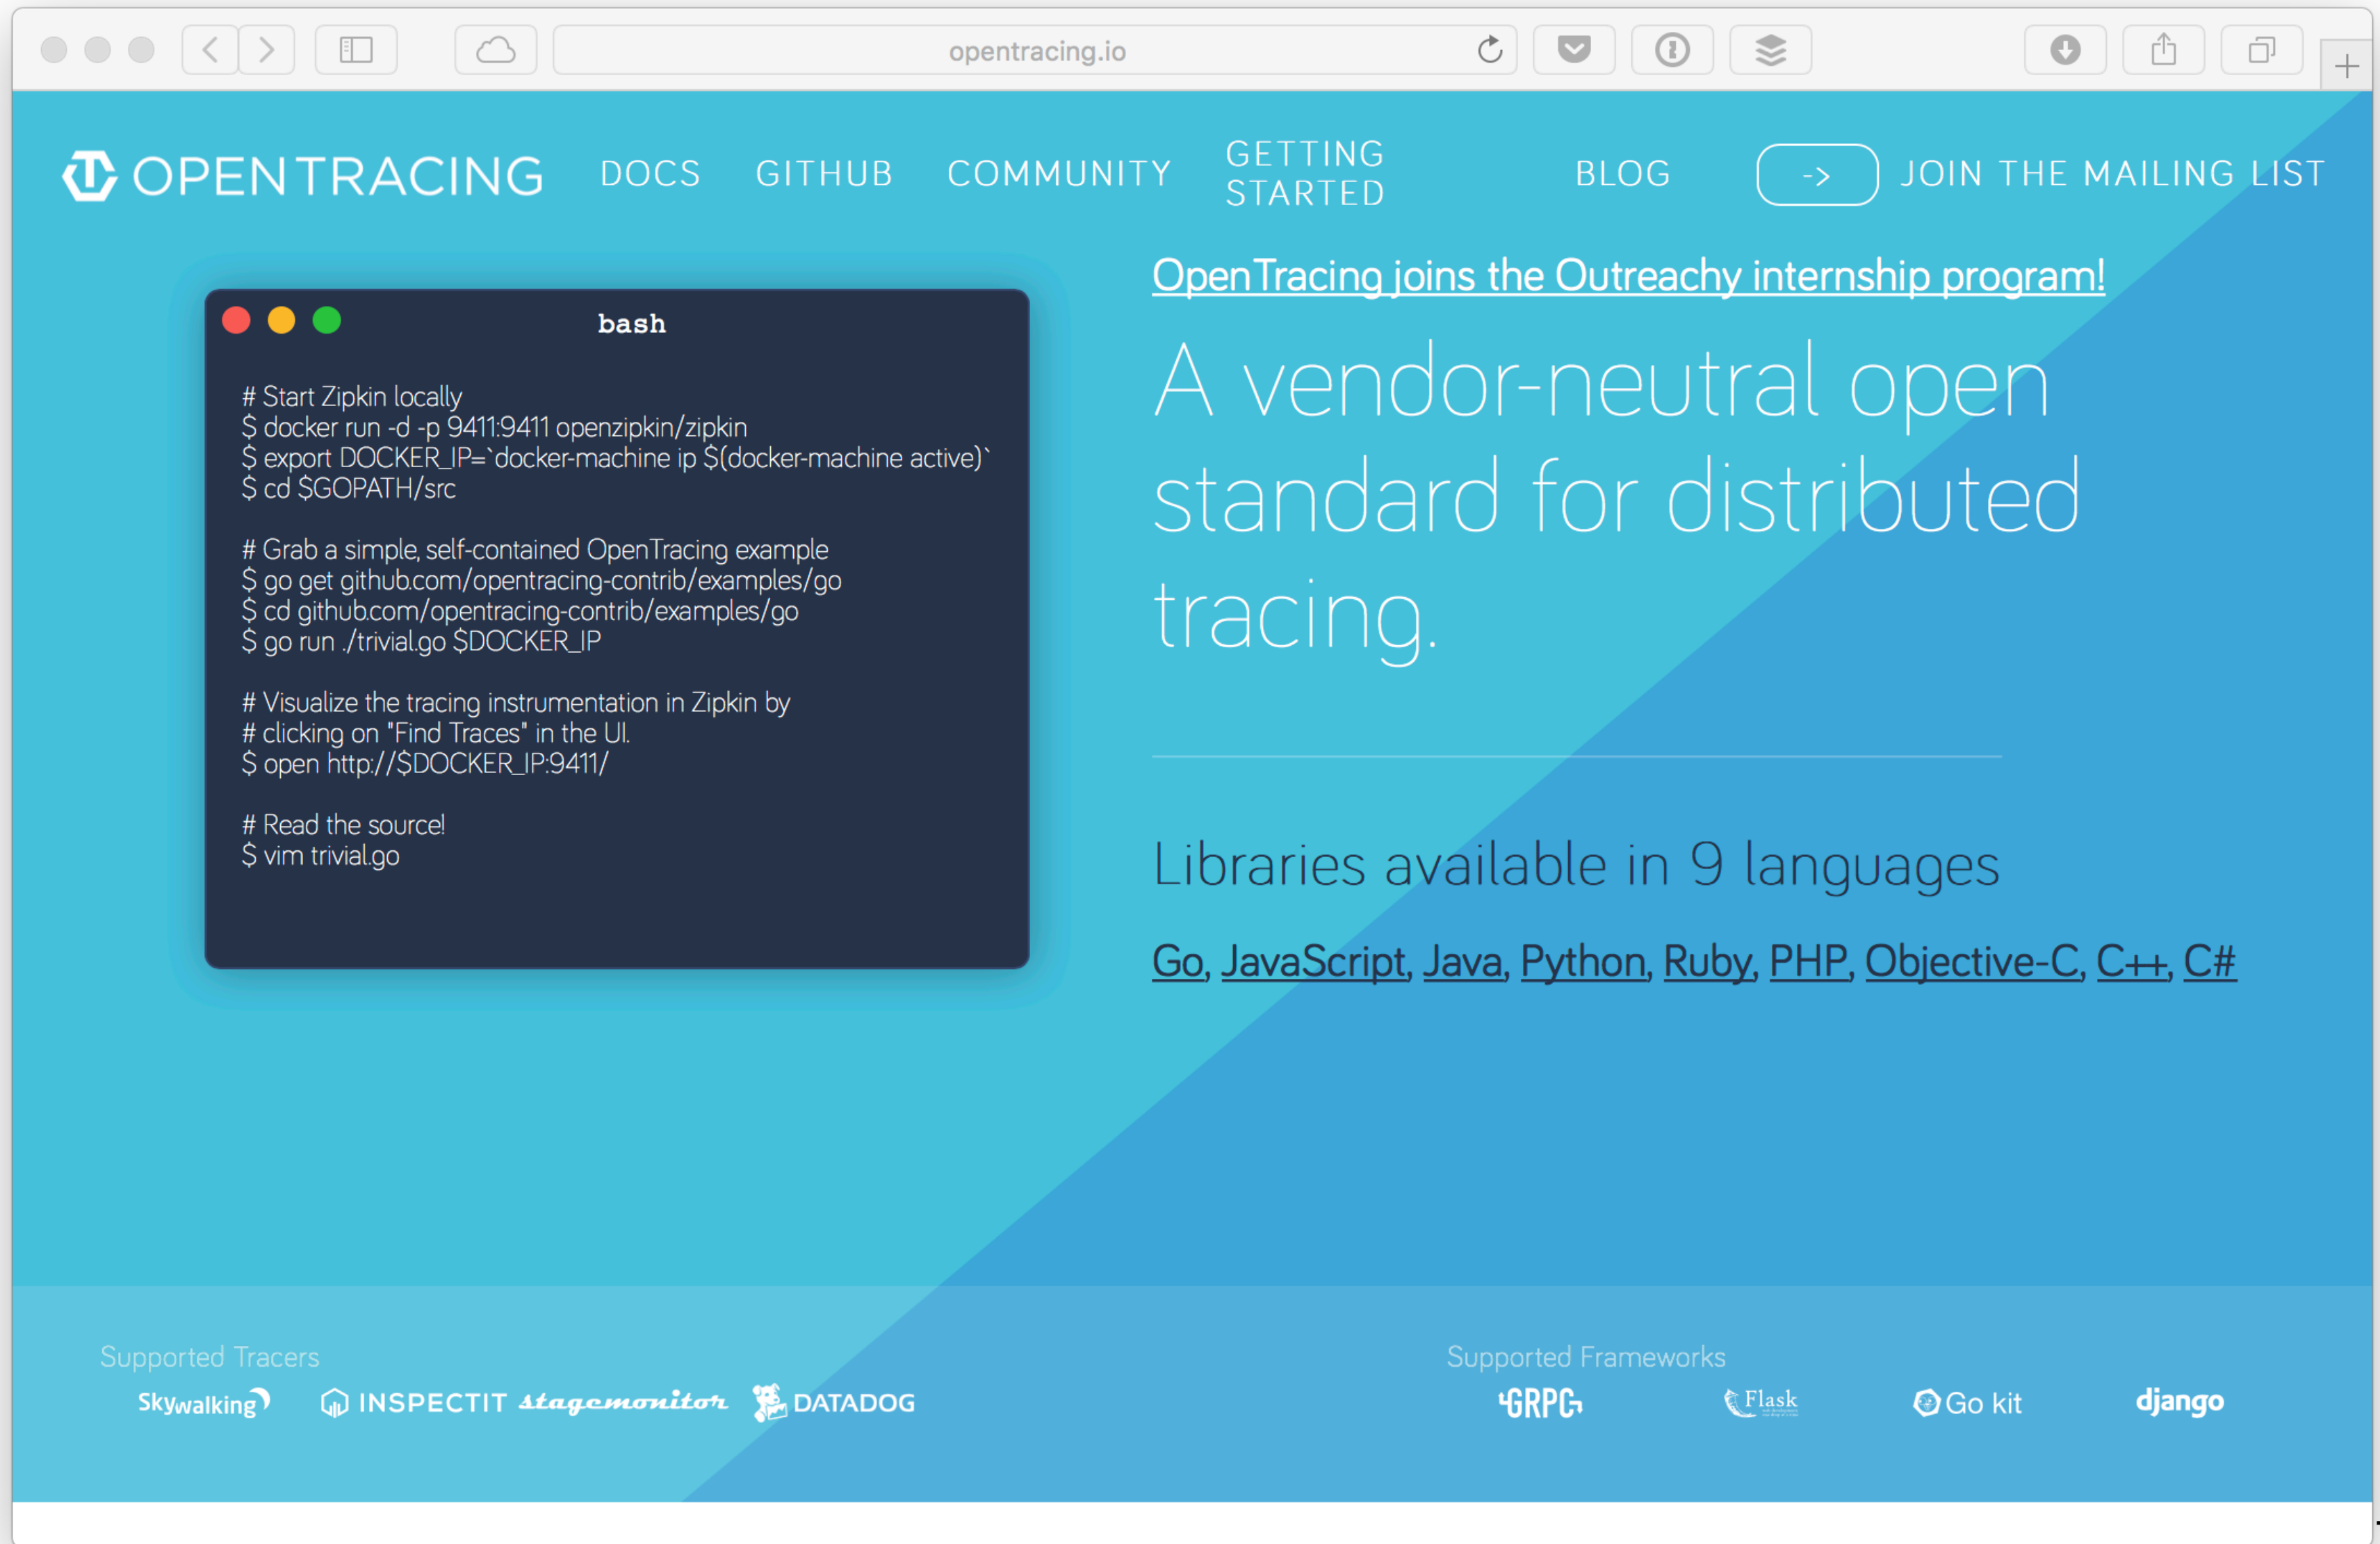 opentracing.io
OPENTRACING
DOCS
GITHUB
COMMUNITY
GETTING
STARTED
BLOG
->
JOIN THE MAILING LIST
bash
# Start Zipkin locally
$ docker run -d -p 9411:9411 openzipkin/zipkin
$ export DOCKER_IP=`docker-machine ip $(docker-machine active)`
$ cd $GOPATH/src
# Grab a simple, self-contained OpenTracing example
$ go get github.com/opentracing-contrib/examples/go
$ cd github.com/opentracing-contrib/examples/go
$ go run ./trivial.go $DOCKER_IP
# Visualize the tracing instrumentation in Zipkin by
# clicking on "Find Traces" in the UI.
$ open http://$DOCKER_IP:9411/
# Read the source!
$ vim trivial.go
OpenTracing joins the Outreachy internship program!
A vendor-neutral open
standard for distributed
tracing.
Libraries available in 9 languages
Go, JavaScript, Java, Python, Ruby, PHP, Objective-C, C++, C#
Supported Tracers
Skywalking
INSPECTIT
stagemonitor
DATADOG
Supported Frameworks
GRPC
Flask
Go kit
django